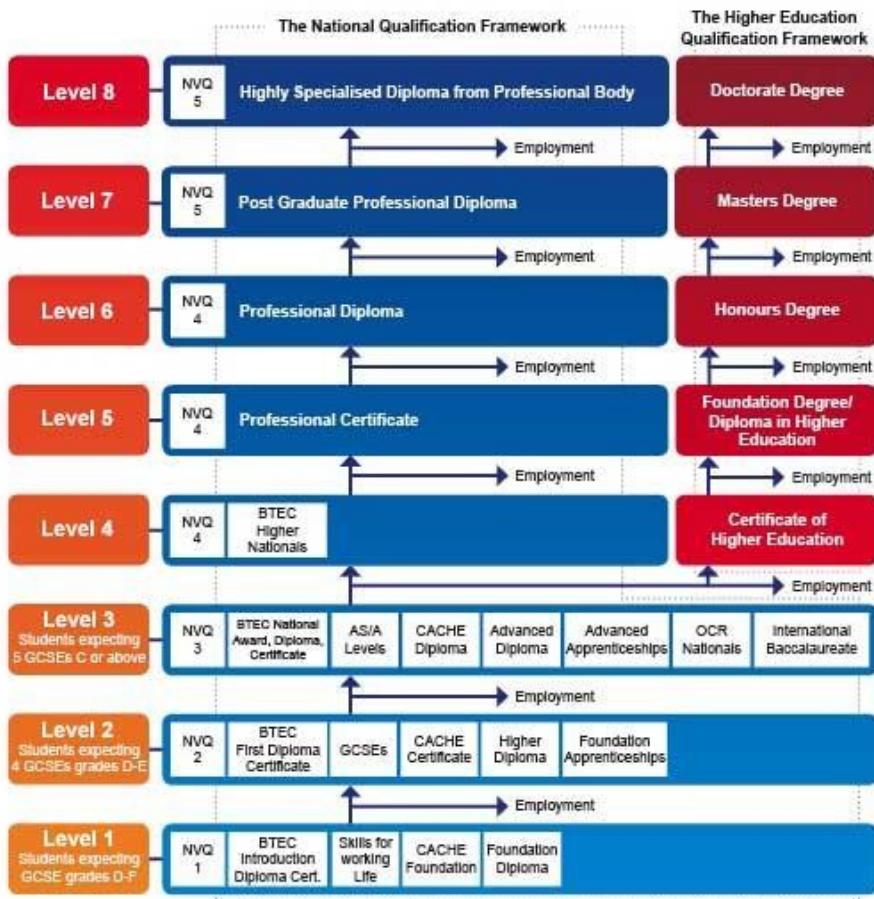 The National Qualification Framework
The Higher Education
Qualification Framework
Level 8
NVQ
5
Highly Specialised Diploma from Professional Body
Doctorate Degree
Employment
Employment
Level 7
NVQ
5
Post Graduate Professional Diploma
Masters Degree
Employment
Employment
Level 6
NVQ
4
Professional Diploma
Honours Degree
Employment
Employment
Level 5
NVQ
4
Professional Certificate
Foundation Degree/
Diploma in Higher
Education
Employment
Employment
Level 4
NVQ
4
BTEC
Higher
Nationals
Certificate of
Higher Education
Employment
Level 3
Students expecting
5 GCSEs C or above
NVQ
3
BTEC National
Award, Diploma,
Certificate
AS/A
Levels
CACHE
Diploma
Advanced
Diploma
Advanced
Apprenticeships
OCR
Nationals
International
Baccalaureate
Employment
Level 2
Students expecting
4 GCSEs grades D-E
NVQ
2
BTEC
First Diploma
Certificate
GCSEs
CACHE
Certificate
Higher
Diploma
Foundation
Apprenticeships
Employment
Level 1
Students expecting
GCSE grades D-F
NVQ
1
BTEC
Introduction
Diploma Cert.
Skills for
working
Life
CACHE
Foundation
Foundation
Diploma